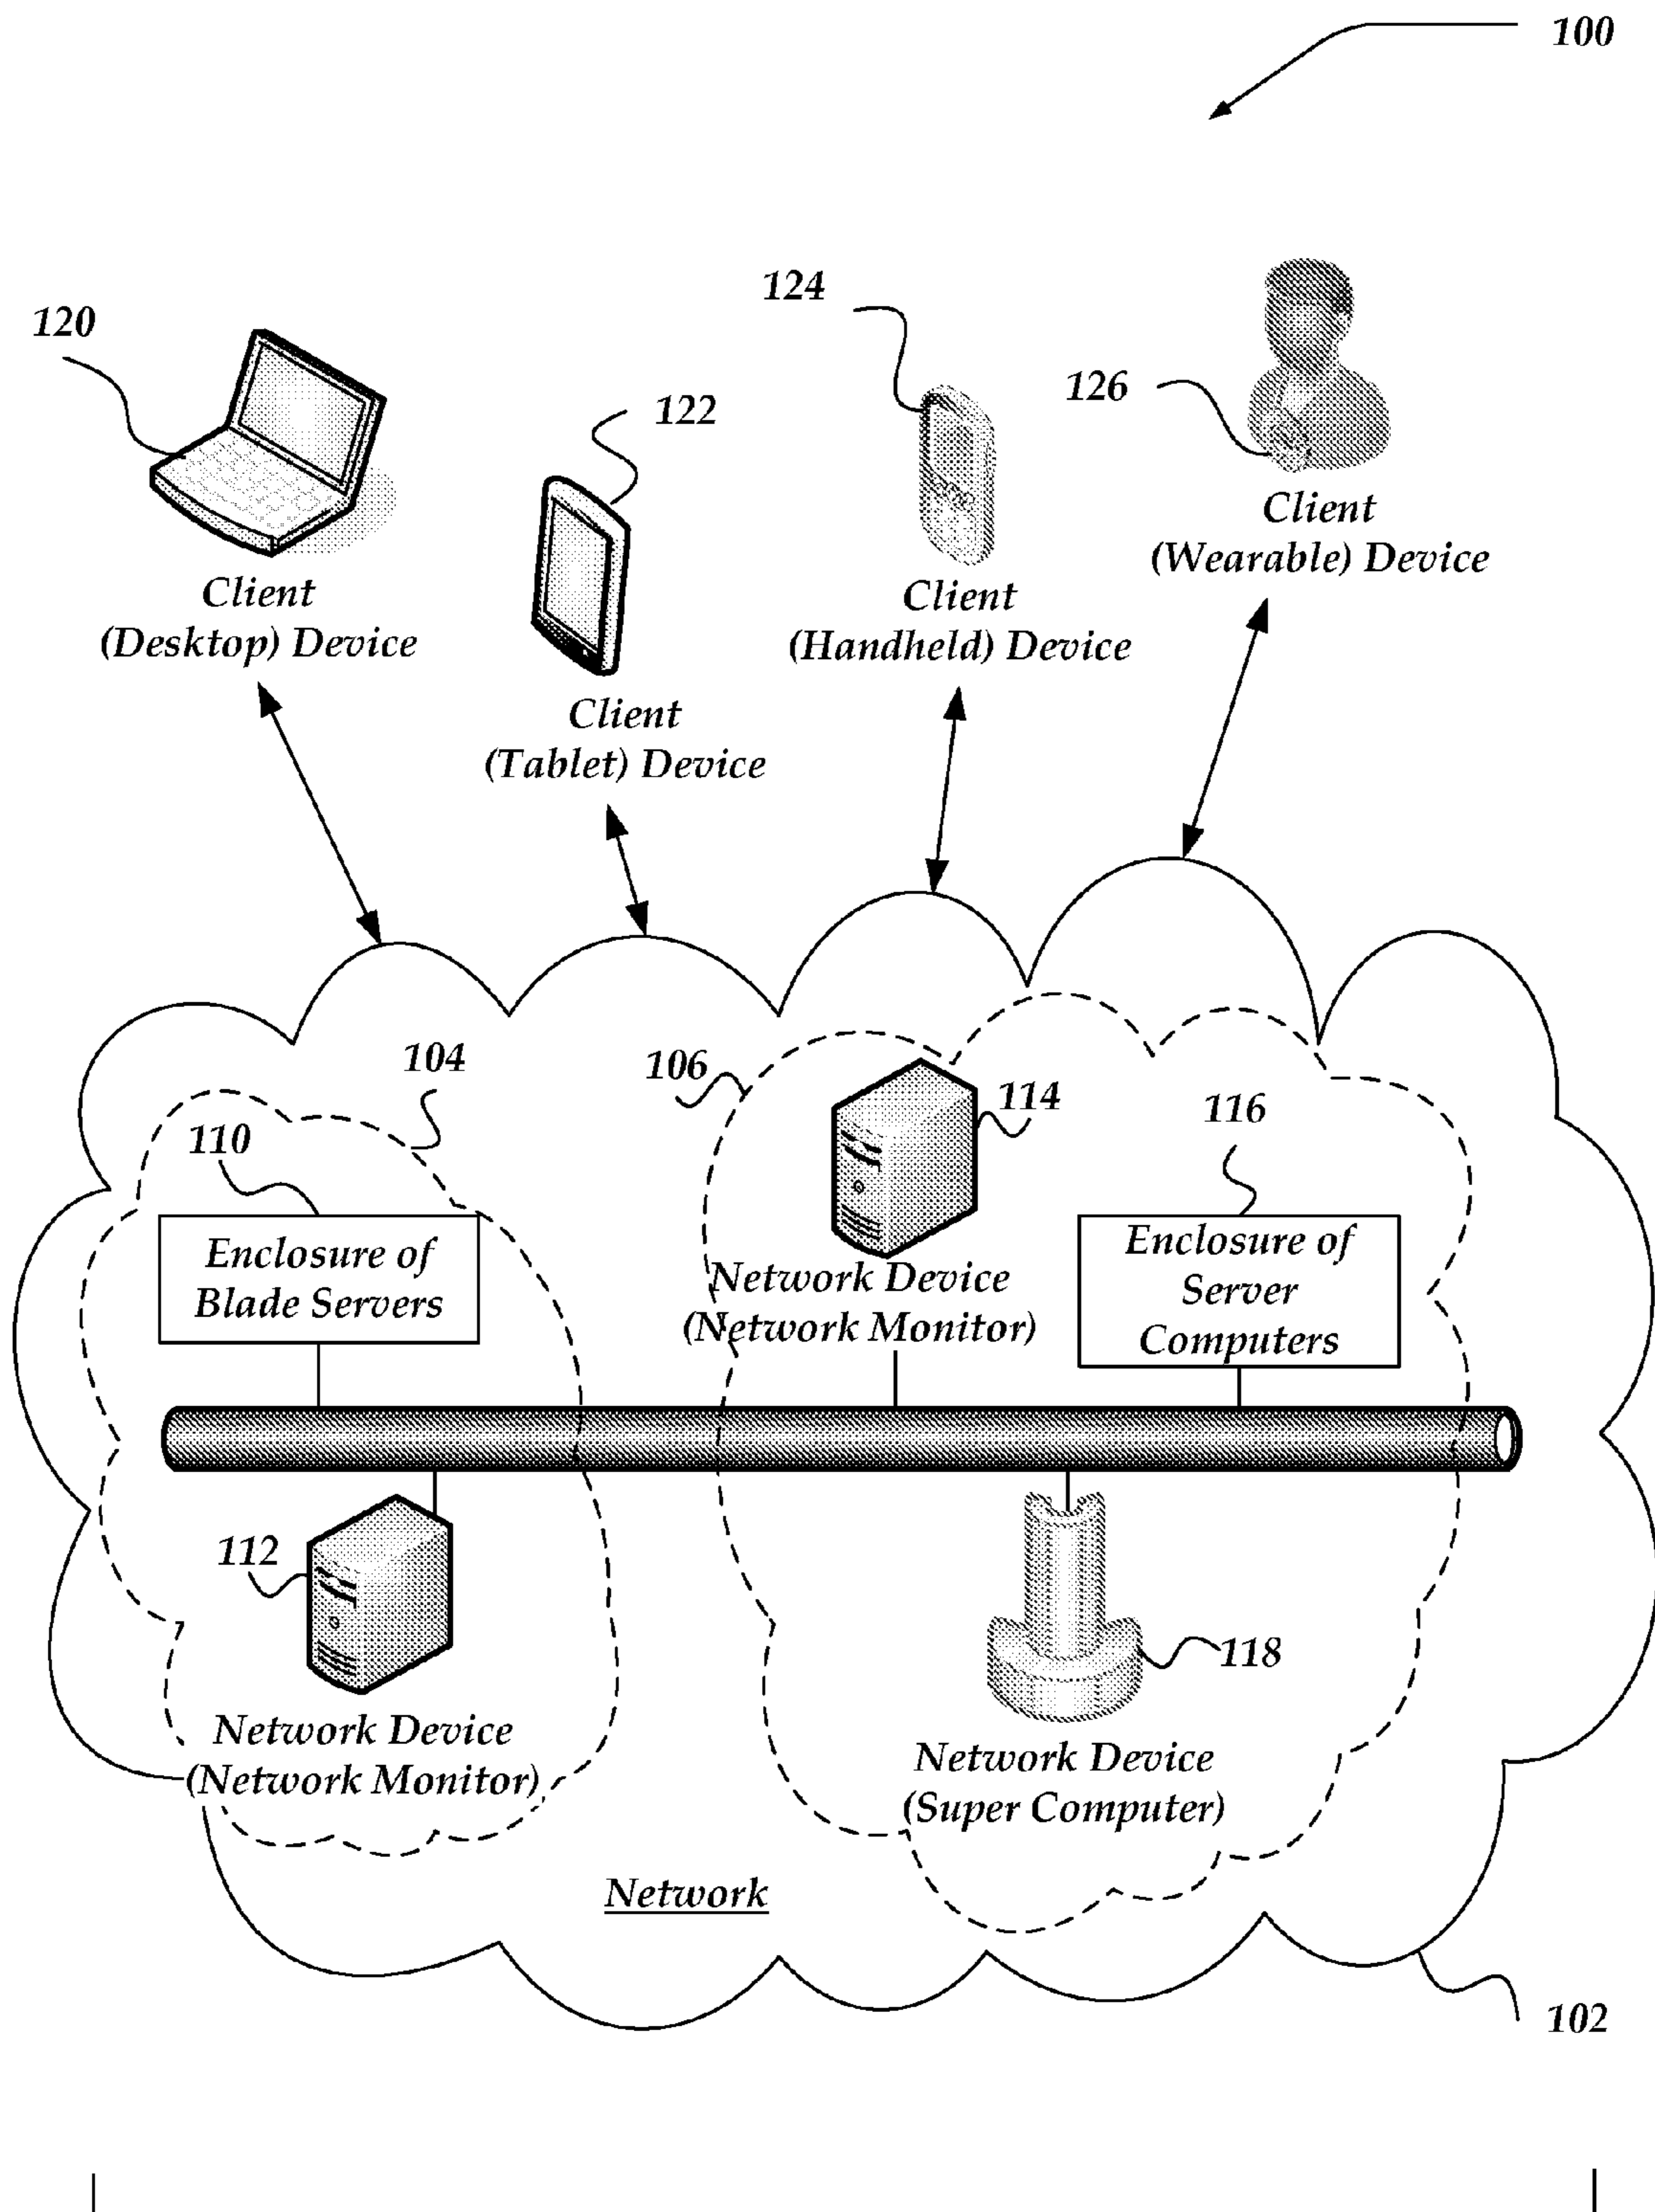 100
124
120
126
122
Client
(Wearable) Device
Client
(Desktop) Device
Client
(Handheld) Device
Client
(Tablet) Device
104
106
114
116
110
Enclosure of
Blade Servers
Network Device
(Network Monitor)
Enclosure of
Server
Computers
112
118
Network Device
(Network Monitor)
Network Device
(Super Computer)
Network
102